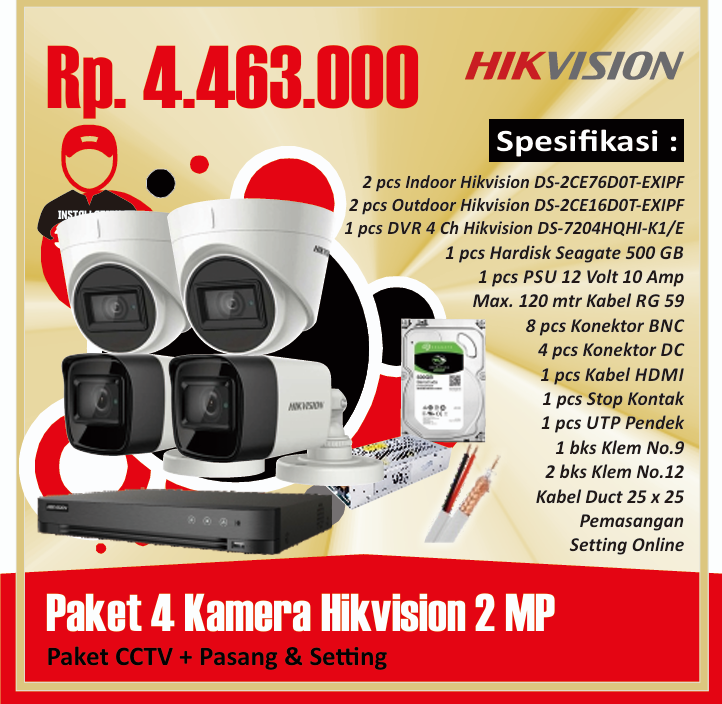 Rp. 4.463.000
HIKVISION
Spesifikasi :
2 pcs Indoor Hikvision DS-2CE76D0T-EXIPF
2 pcs Outdoor Hikvision DS-2CE16D0T-EXIPF
1 pcs DVR 4 Ch Hikvision DS-7204HQHI-K1/E
1 pcs Hardisk Seagate 500 GB
1 pcs PSU 12 Volt 10 Amp
Max. 120 mtr Kabel RG 59
8 pcs Konektor BNC
4 pcs Konektor DC
1 pcs Kabel HDMI
1 pcs Stop Kontak
1 pcs UTP Pendek
1 bks Klem No.9
2 bks Klem No.12
Kabel Duct 25 x 25
Pemasangan
Setting Online
HIKVISION
HIKVISION
Paket 4 Kamera Hikvision 2 MP
Paket CCTV + Pasang & Setting